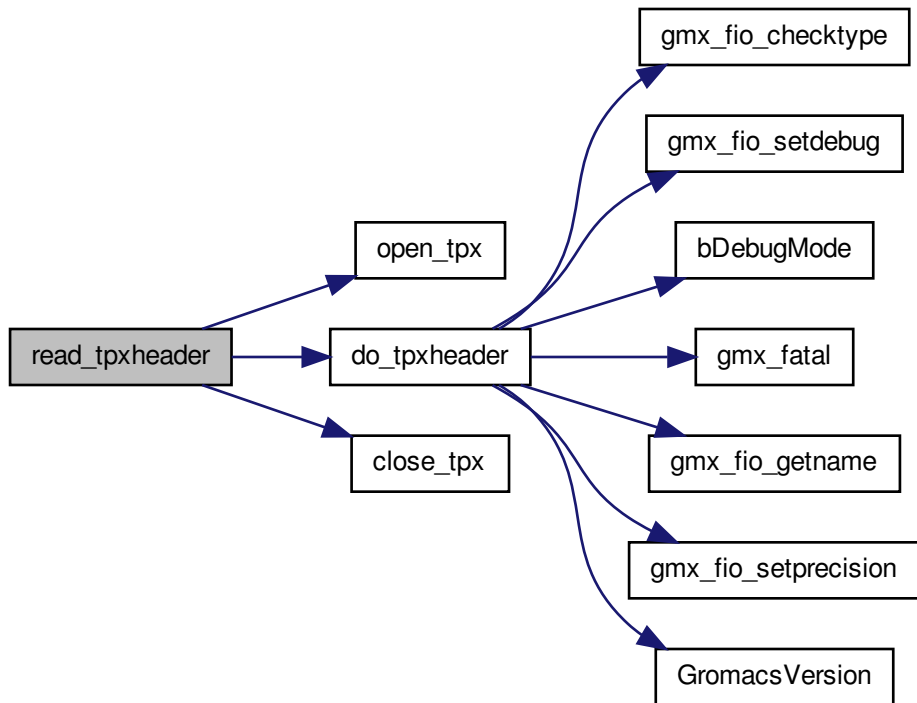 gmx_fio_checktype
gmx_fio_setdebug
open_tpx
bDebugMode
read_tpxheader
do_tpxheader
gmx_fatal
close_tpx
gmx_fio_getname
gmx_fio_setprecision
GromacsVersion